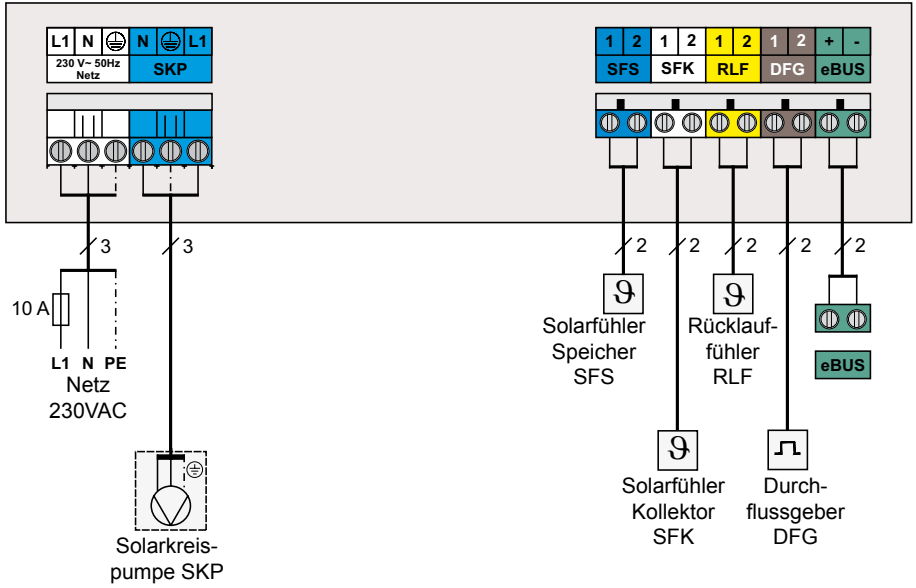 L1 N N L1
230 V~ 50Hz
Netz
SKP
1 2 1 2 1 2 1 2 + -
SFS SFK RLF DFG eBUS
3 3 2 2 2 2 2
10 A
L1 N PE
Netz
230VAC
ϑ
Solarfühler
Speicher
SFS
ϑ
Rücklauf-
fühler
RLF
eBUS
ϑ
Solarfühler
Kollektor
SFK
Durch-
flussgeber
DFG
Solarkreis-
pumpe SKP